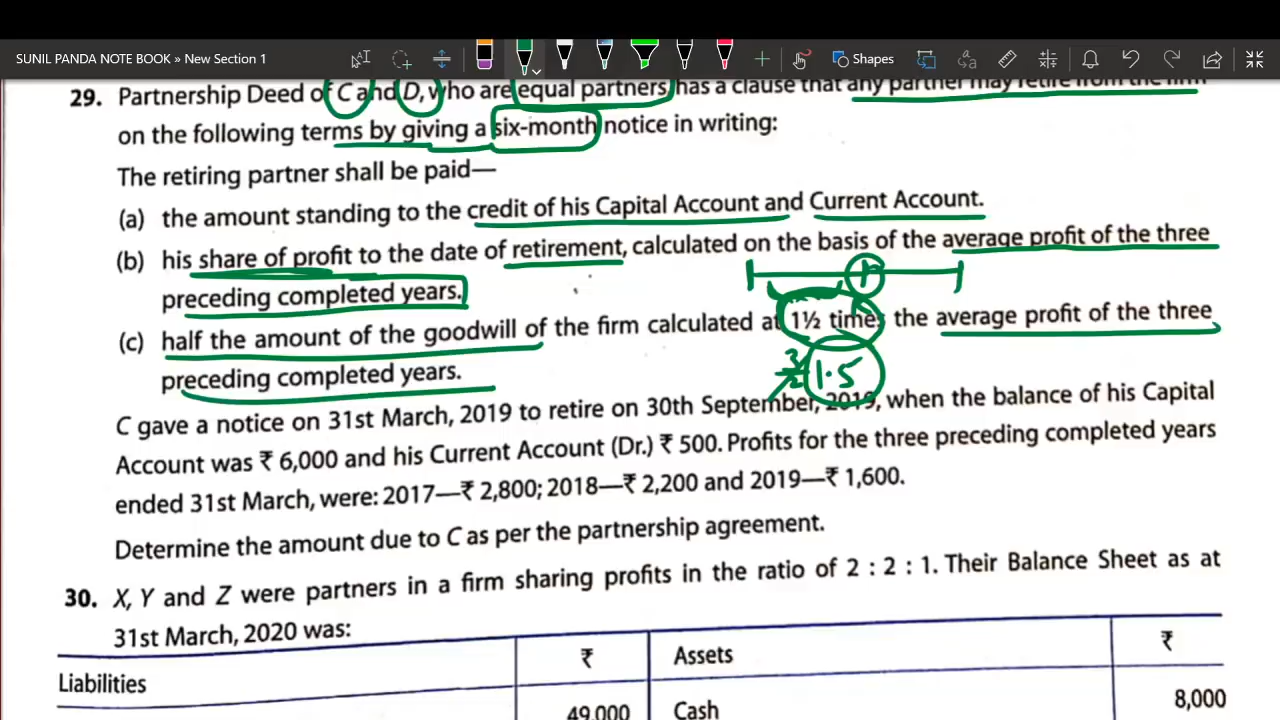 SUNIL PANDA NOTE BOOK » New Section 1
Shapes
29. Partnership Deed of C and D, who are equal partners, has a clause that any partner may retire from the firm
on the following terms by giving a six-month notice in writing:
The retiring partner shall be paid—
(a) the amount standing to the credit of his Capital Account and Current Account.
(b) his share of profit to the date of retirement, calculated on the basis of the average profit of the three
preceding completed years.
(c) half the amount of the goodwill of the firm calculated at 1½ times the average profit of the three
preceding completed years.
3/2 1.5
C gave a notice on 31st March, 2019 to retire on 30th September, 2019, when the balance of his Capital
Account was ₹ 6,000 and his Current Account (Dr.) ₹ 500. Profits for the three preceding completed years
ended 31st March, were: 2017—₹ 2,800; 2018—₹ 2,200 and 2019—₹ 1,600.
Determine the amount due to C as per the partnership agreement.
30. X, Y and Z were partners in a firm sharing profits in the ratio of 2 : 2 : 1. Their Balance Sheet as at
31st March, 2020 was:
Liabilities ₹ Assets ₹
49,000 Cash 8,000